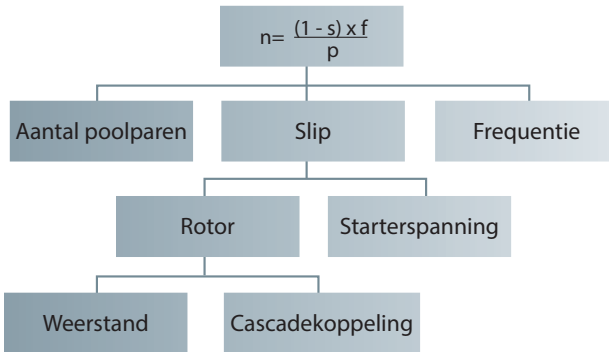 n= (1 - s) x f
p
Aantal poolparen
Slip
Frequentie
Rotor
Starterspanning
Weerstand
Cascadekoppeling